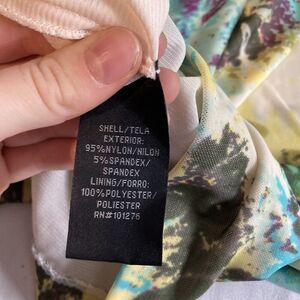 SHELL/TELA
EXTERIOR:
95%NYLON/NILON
5%SPANDEX/
SPANDEX
LINING/FORRO:
100%POLYESTER/
POLIESTER
RN#101276